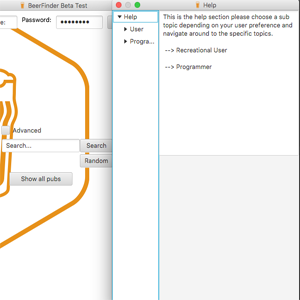 BeerFinder Beta Test
e:
Password:
••••••••
Advanced
Search...
Search
Random
Show all pubs
Help
Help
User
Progra...
This is the help section please choose a sub
topic depending on your user preference and
navigate around to the specific topics.
--> Recreational User
--> Programmer